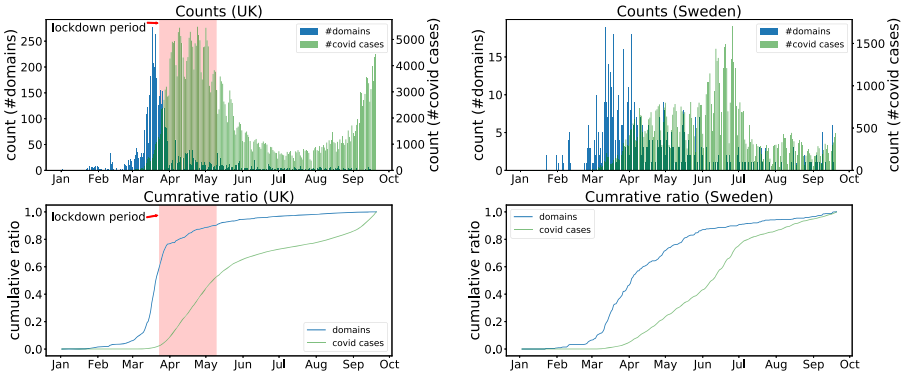 Counts (UK)
lockdown period
#domains
#covid cases
count (#domains)
250
200
150
100
50
0
count (#covid cases)
5000
4000
3000
2000
1000
0
Jan Feb Mar Apr May Jun Jul Aug Sep Oct
Counts (Sweden)
#domains
#covid cases
count (#domains)
15
10
5
0
count (#covid cases)
1500
1000
500
0
Jan Feb Mar Apr May Jun Jul Aug Sep Oct
Cumrative ratio (UK)
lockdown period
cumulative ratio
1.0
0.8
0.6
0.4
0.2
0.0
domains
covid cases
Jan Feb Mar Apr May Jun Jul Aug Sep Oct
Cumrative ratio (Sweden)
domains
covid cases
cumulative ratio
1.0
0.8
0.6
0.4
0.2
0.0
Jan Feb Mar Apr May Jun Jul Aug Sep Oct